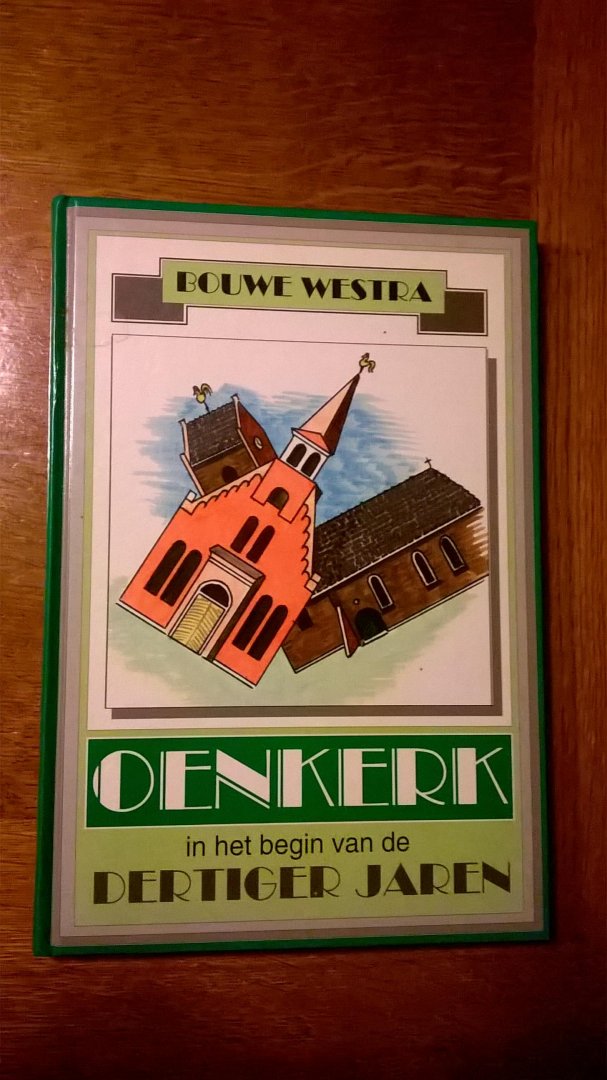 BOUWE WESTRA
OENKERK
in het begin van de
DERTIGER JAREN